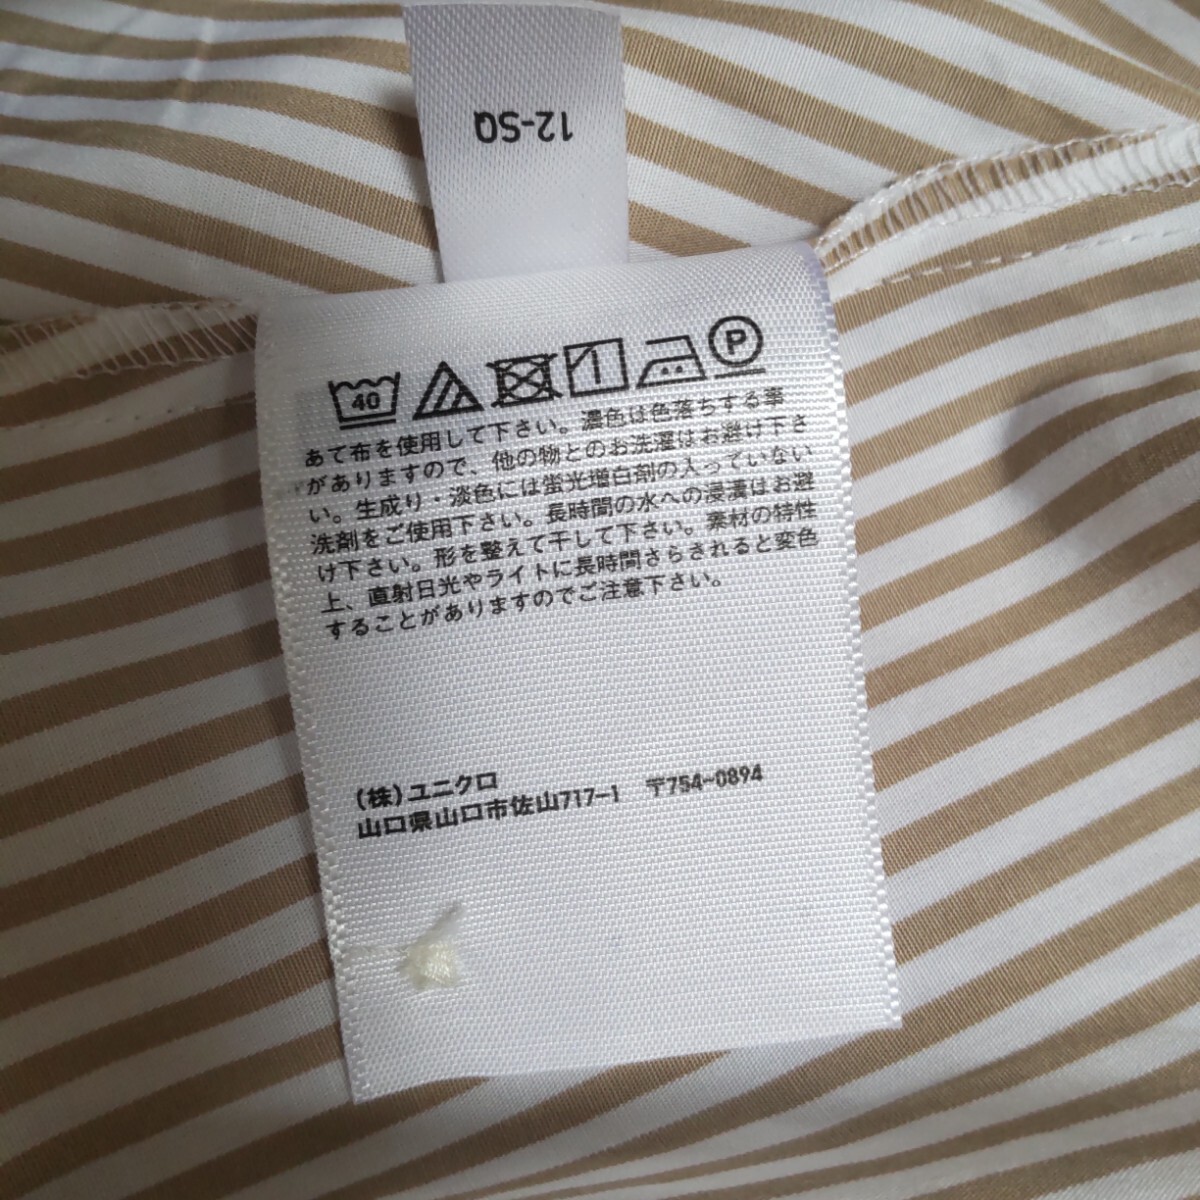 12-SQ
40
P
あて布を使用して下さい。濃色は色落ちする事
がありますので、他の物とのお洗濯はお避け下さ
い。生成り・淡色には蛍光増白剤の入っていない
洗剤をご使用下さい。長時間の水への浸漬はお避
け下さい。形を整えて干して下さい。素材の特性
上、直射日光やライトに長時間さらされると変色
することがありますのでご注意下さい。
(株)ユニクロ
山口県山口市佐山717-1 〒754-0894